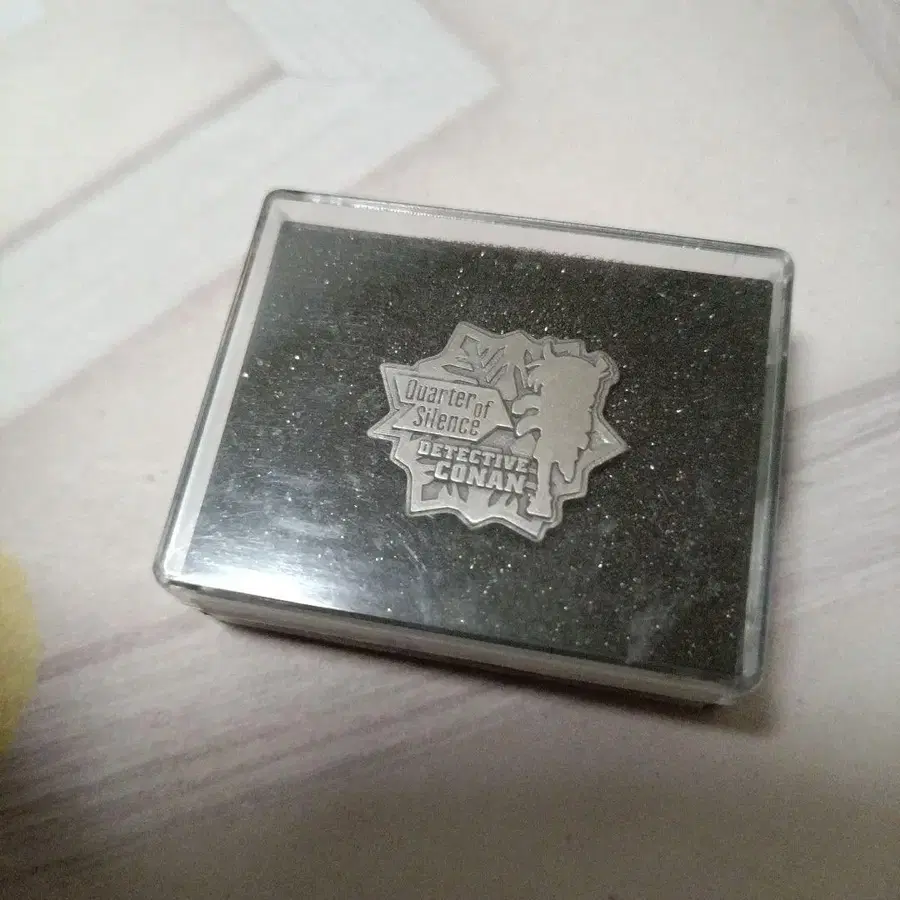 Quarter of
Silence
DETECTIVE
CONAN